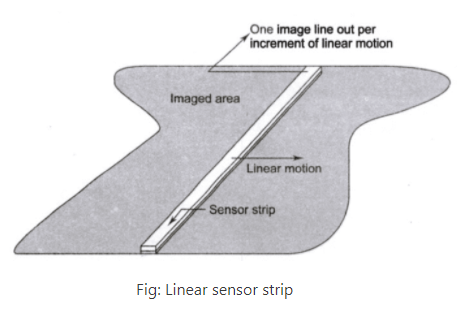 One image line out per
increment of linear motion
Imaged area
Linear motion
Sensor strip
Fig: Linear sensor strip